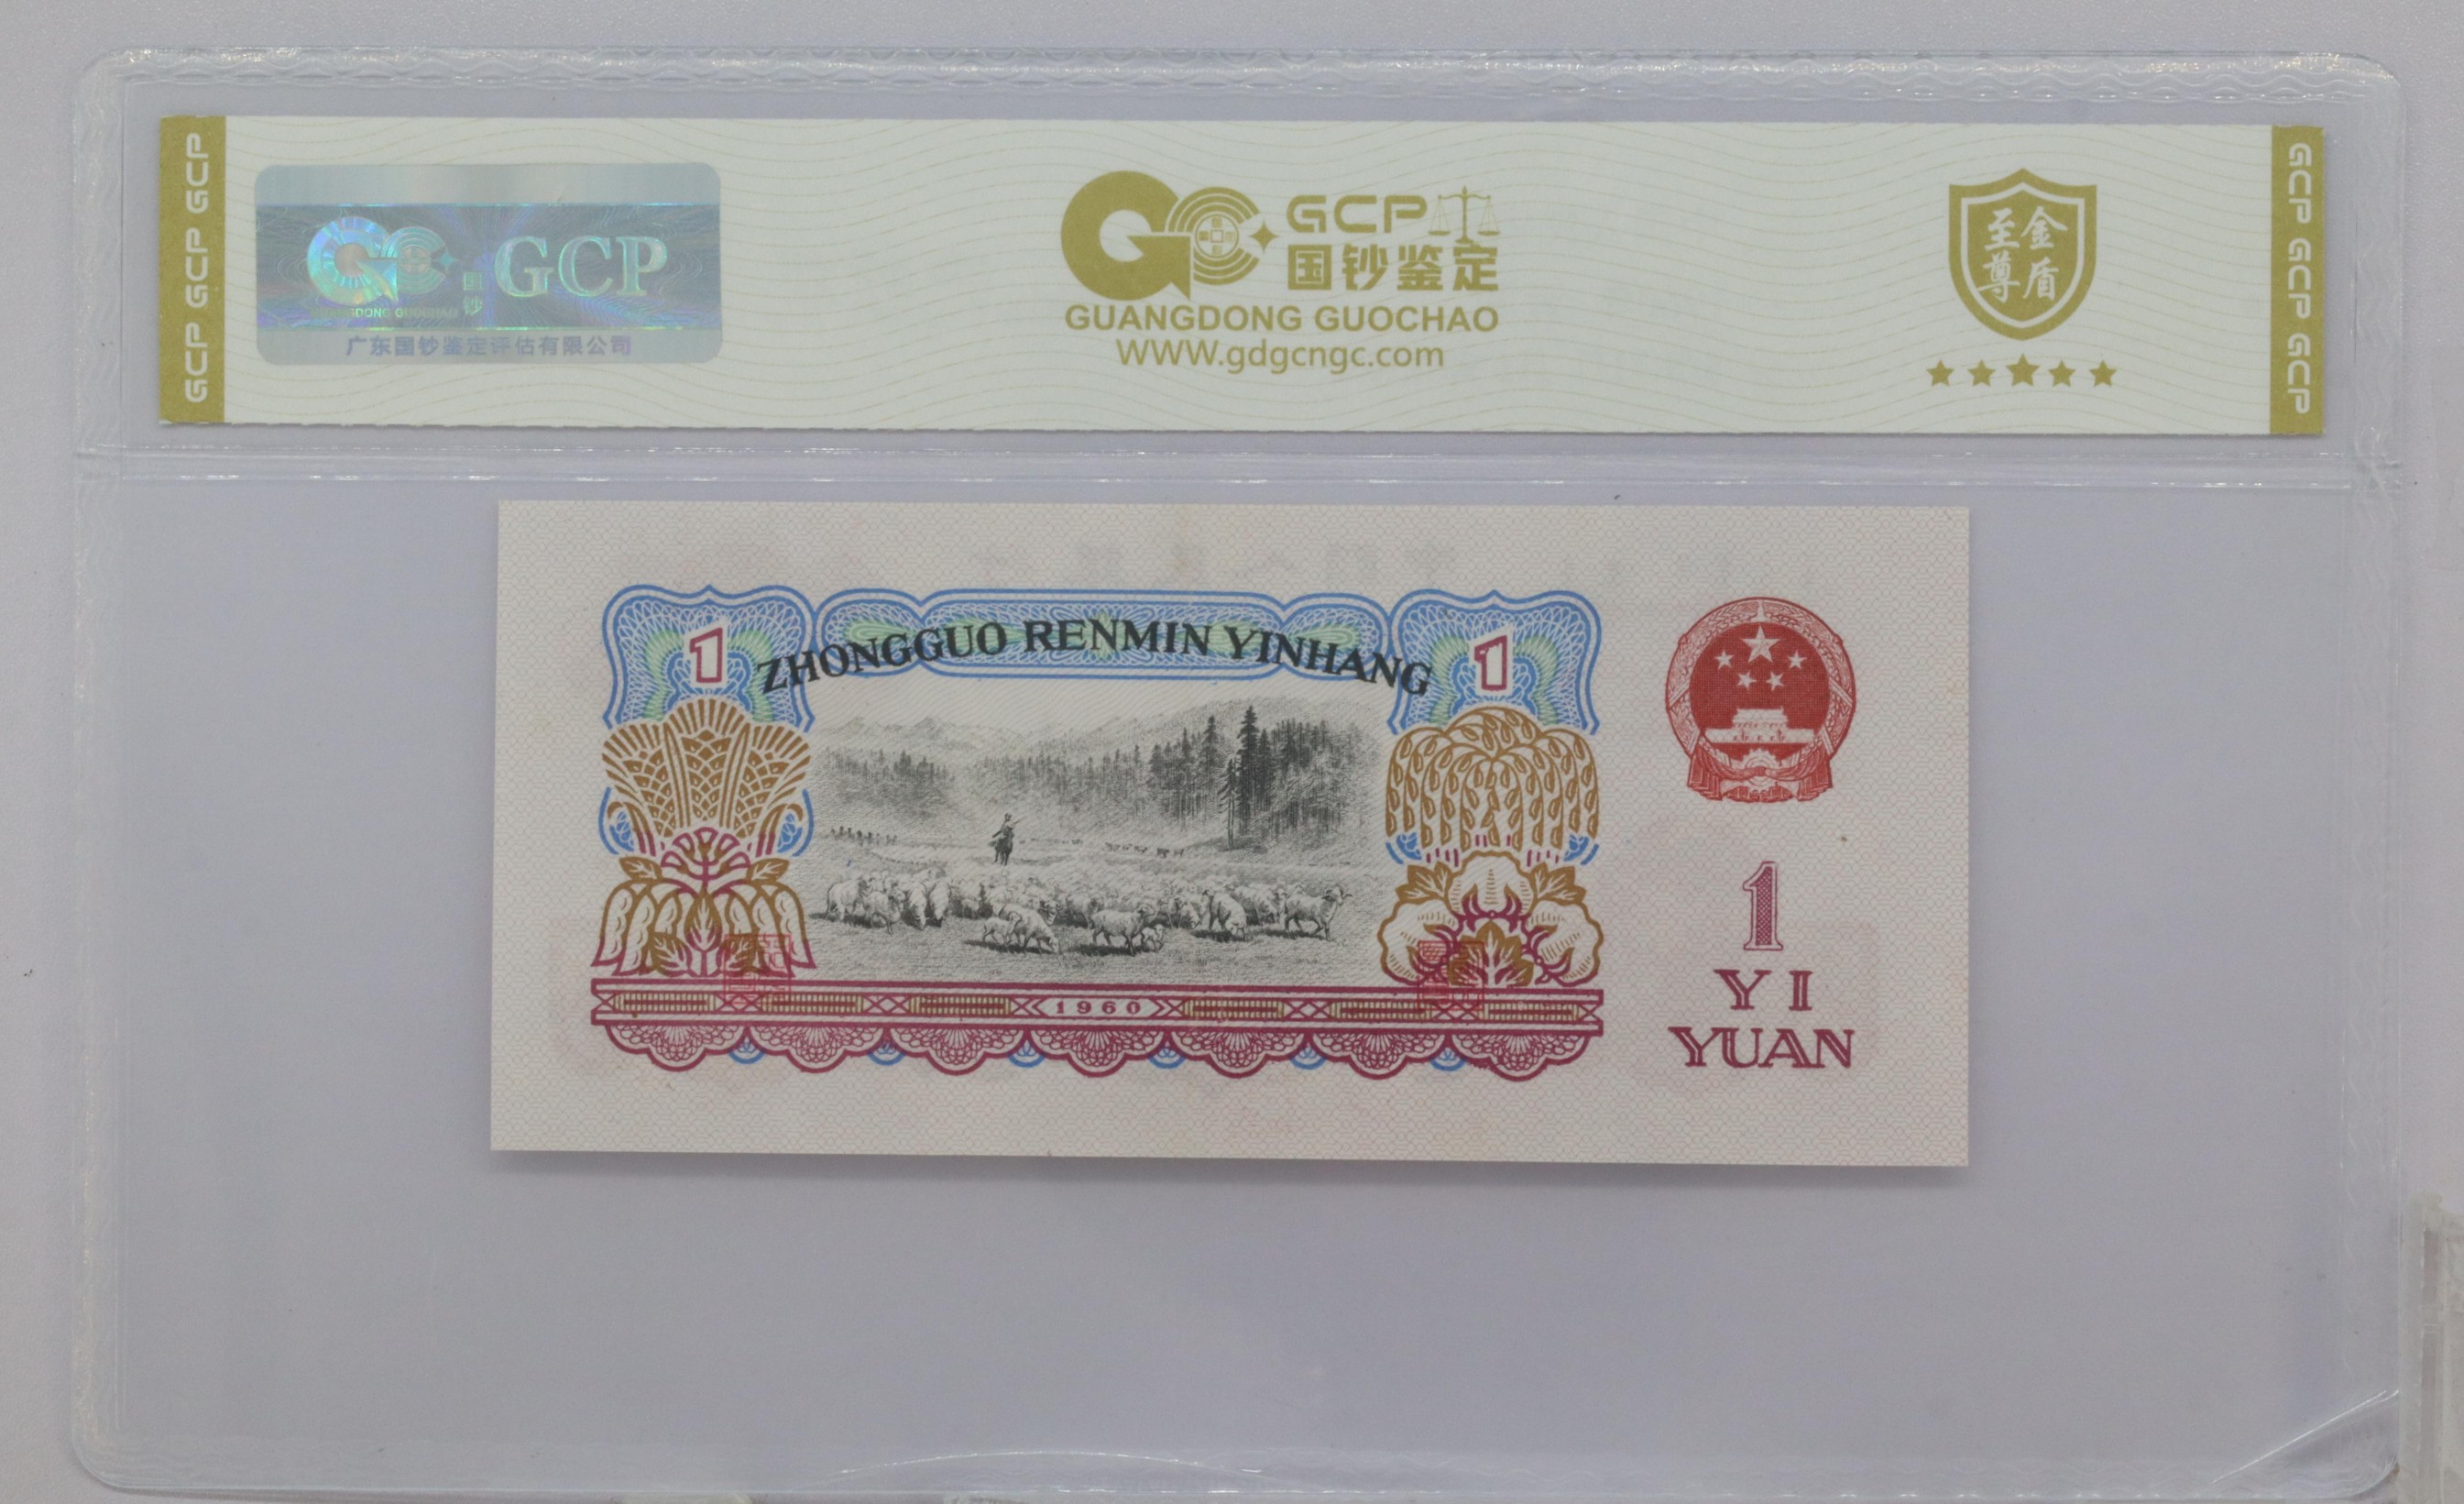 GCP GCP GCP
GUANGDONG GUOCHAO
国钞
GCP
广东国钞鉴定评估有限公司
GCP
国钞鉴定
GUANGDONG GUOCHAO
WWW.gdgcngc.com
至尊金盾
GCP GCP GCP
1
ZHONGGUO RENMIN YINHANG
1
1960
1
YI
YUAN